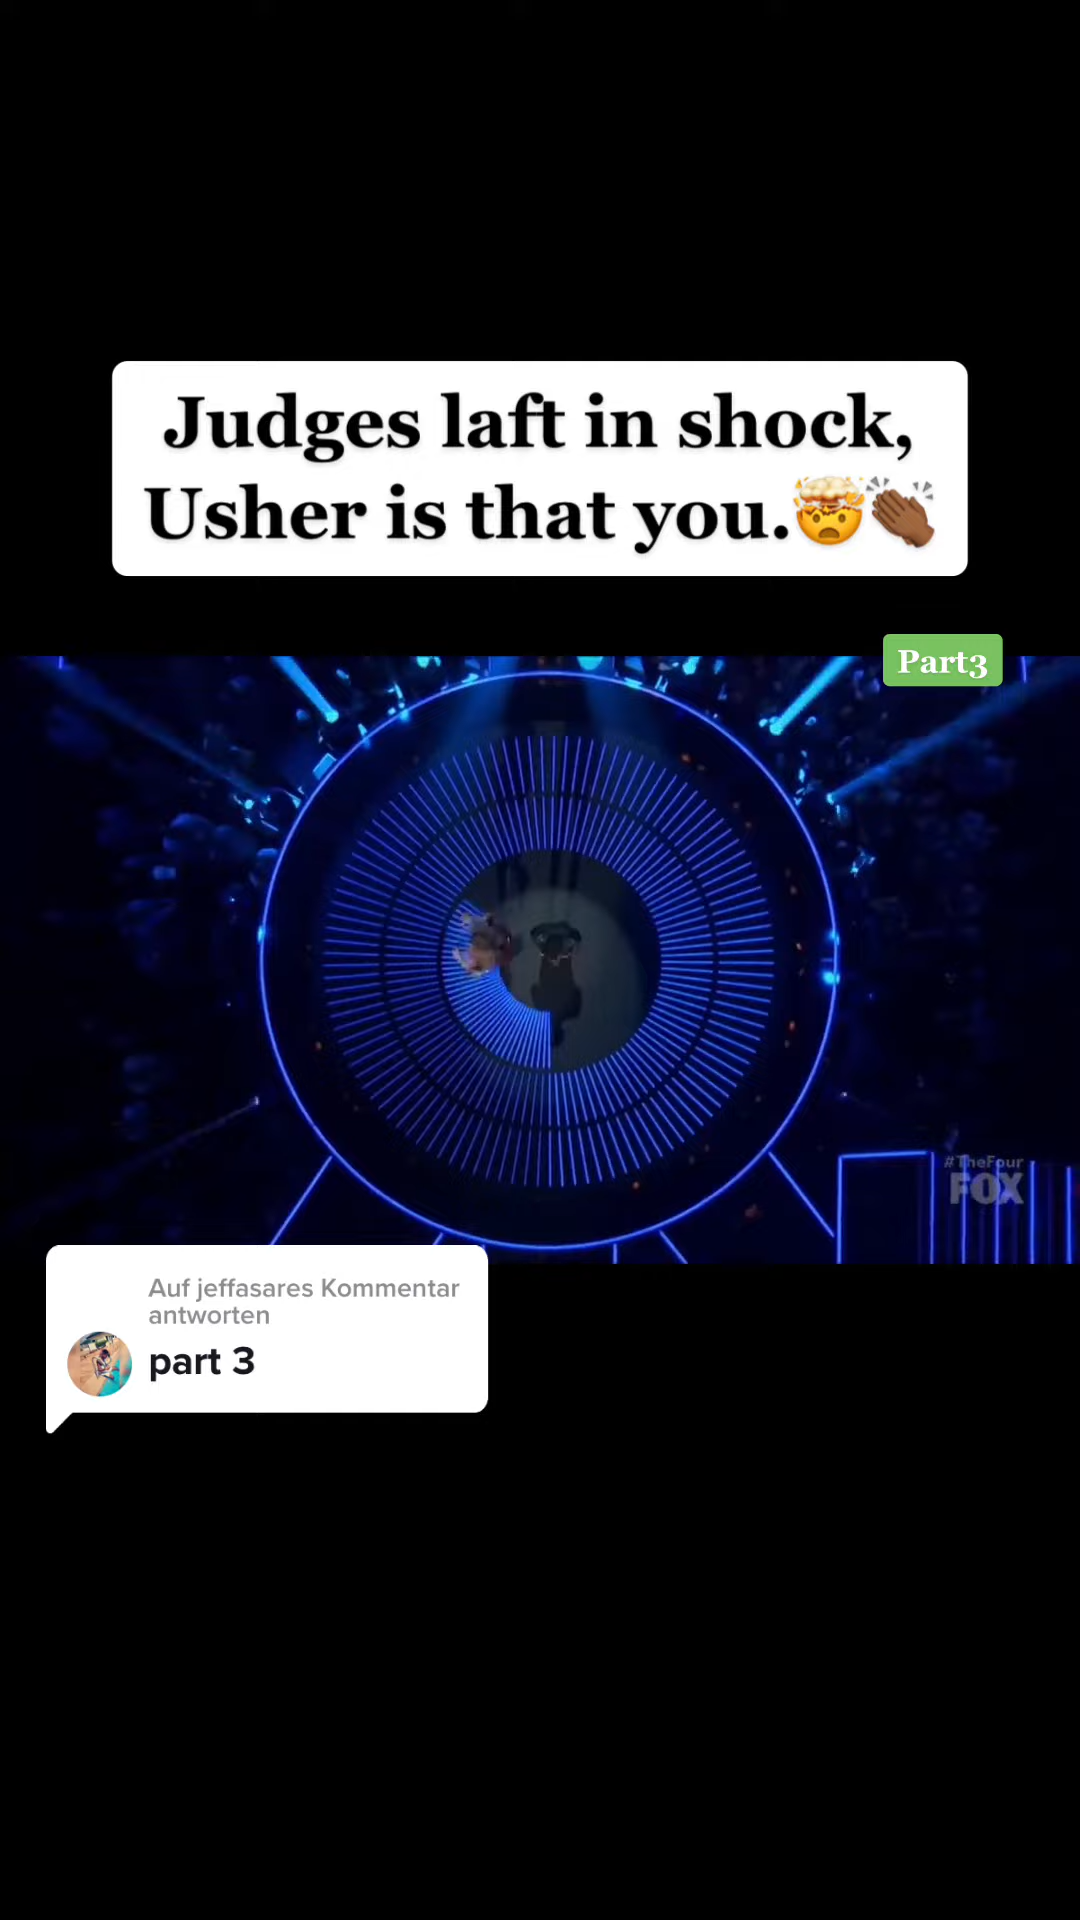 Judges laft in shock,
Usher is that you.🤯👏🏾
Part3
#TheFour
FOX
Auf jeffasares Kommentar
antworten
part 3